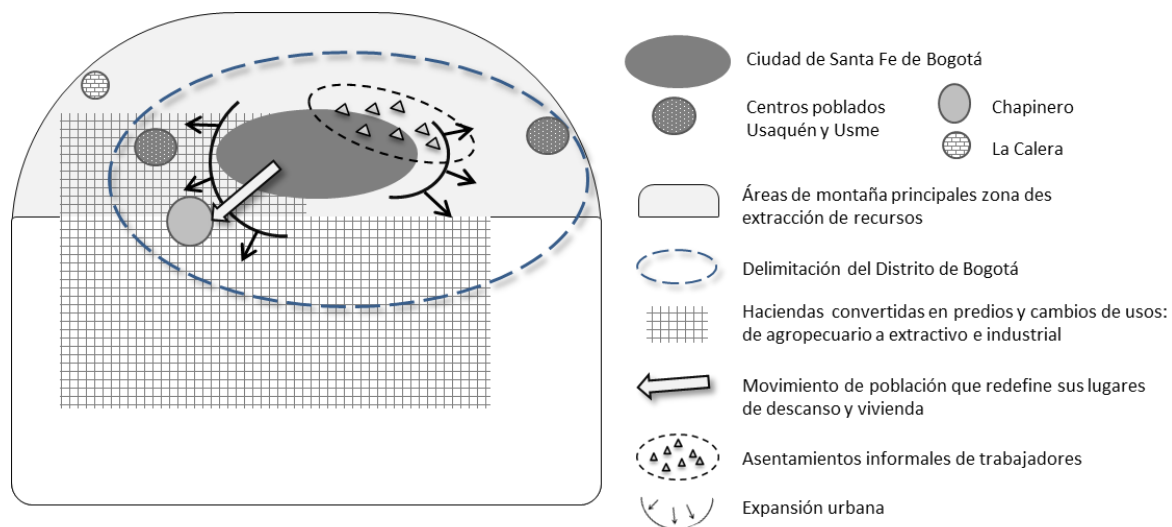 Ciudad de Santa Fe de Bogotá
Centros poblados
Usaquén y Usme
Chapinero
La Calera
Áreas de montaña principales zona des
extracción de recursos
Delimitación del Distrito de Bogotá
Haciendas convertidas en predios y cambios de usos:
de agropecuario a extractivo e industrial
Movimiento de población que redefine sus lugares
de descanso y vivienda
Asentamientos informales de trabajadores
Expansión urbana